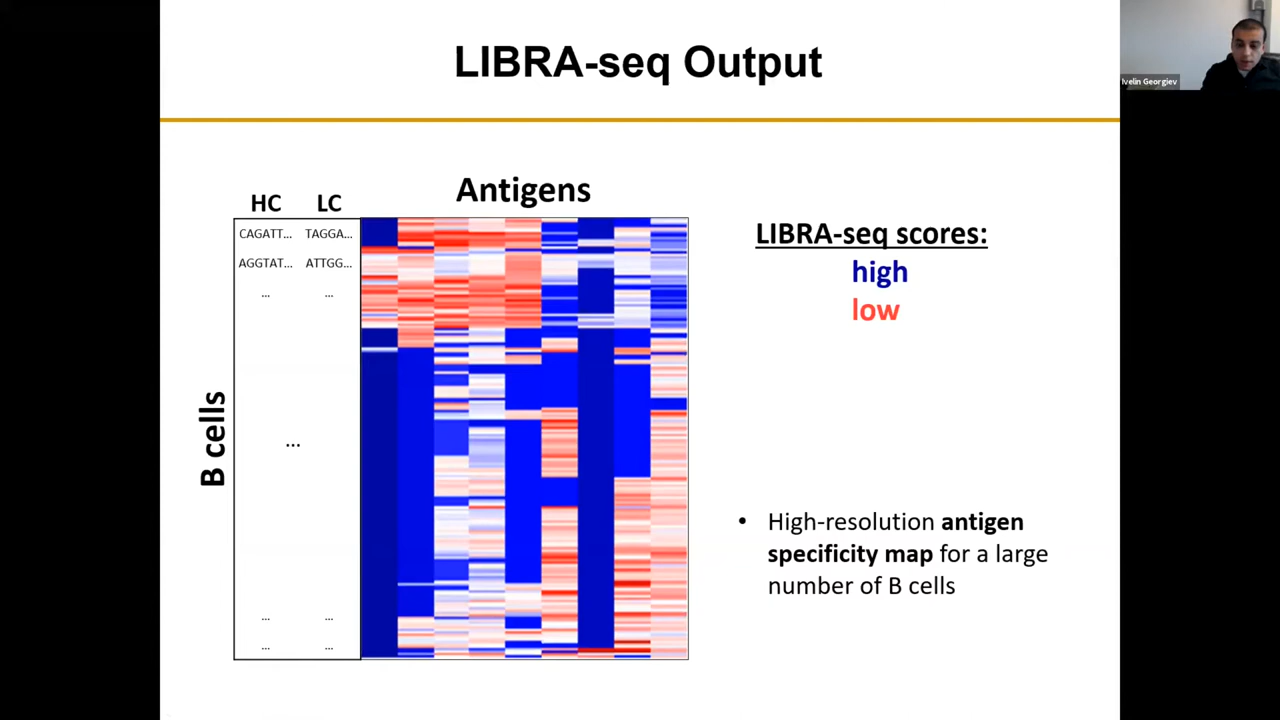 LIBRA-seq Output
Ivelin Georgiev
Antigens
HC LC
CAGATT... TAGGA...
AGGTAT... ATTGG...
... ...
...
... ...
... ...
B cells
LIBRA-seq scores:
high
low
• High-resolution antigen
specificity map for a large
number of B cells